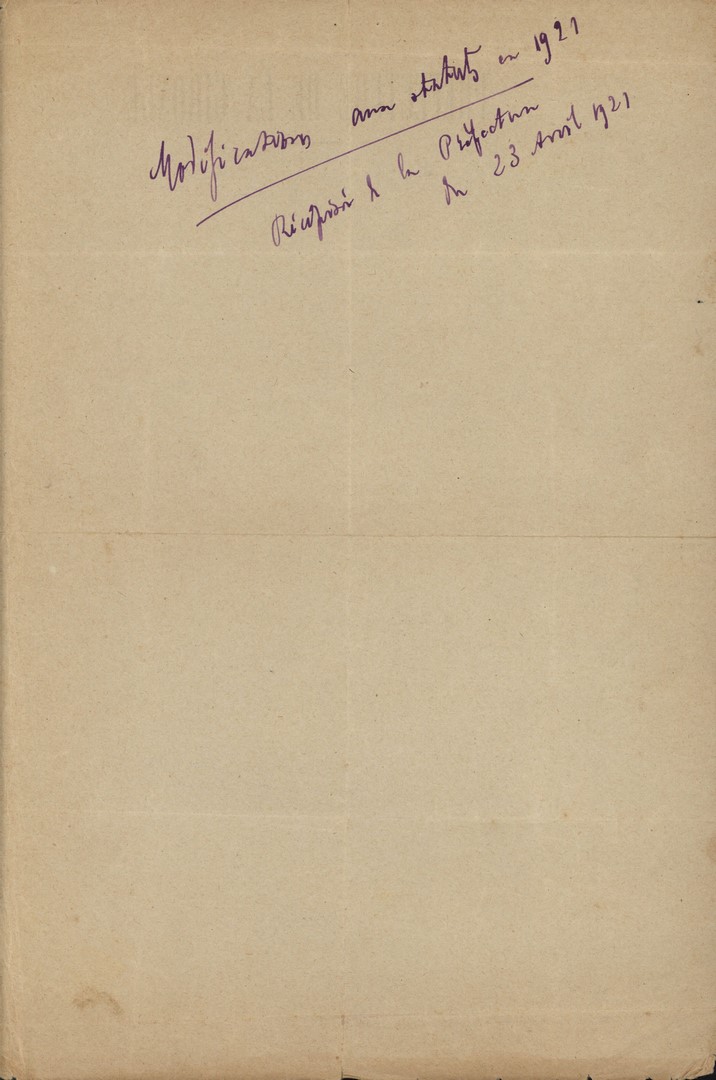 Modifications aux statuts en 1921
Récépissé de la Préfecture
du 23 Avril 1921